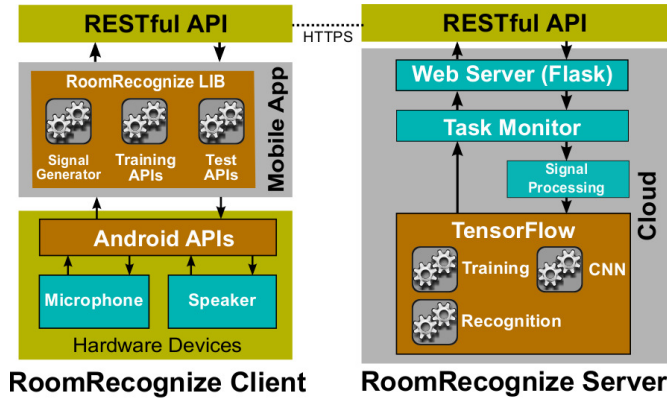 RESTful API
RoomRecognize LIB
Signal
Generator
Training
APIs
Test
APIs
Mobile App
Android APIs
Microphone
Speaker
Hardware Devices
RoomRecognize Client
HTTPS
RESTful API
Web Server (Flask)
Task Monitor
Signal
Processing
Cloud
TensorFlow
Training
CNN
Recognition
RoomRecognize Server